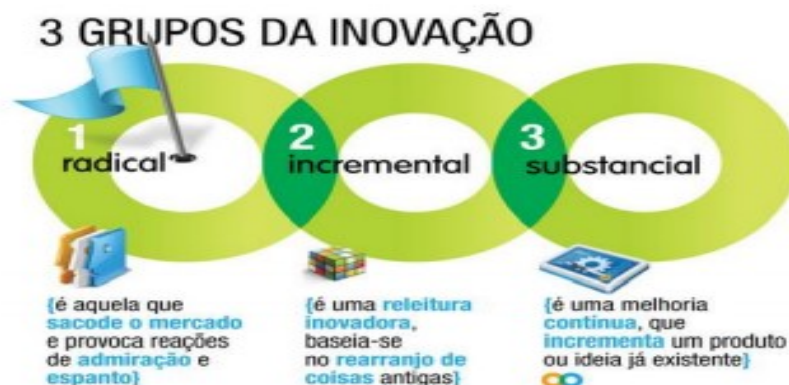 3 GRUPOS DA INOVAÇÃO
1
radical
2
incremental
3
substancial
{é aquela que
sacode o mercado
e provoca reações
de admiração e
espanto}
{é uma releitura
inovadora,
baseia-se
no rearranjo de
coisas antigas}
{é uma melhoria
contínua, que
incrementa um produto
ou ideia já existente}